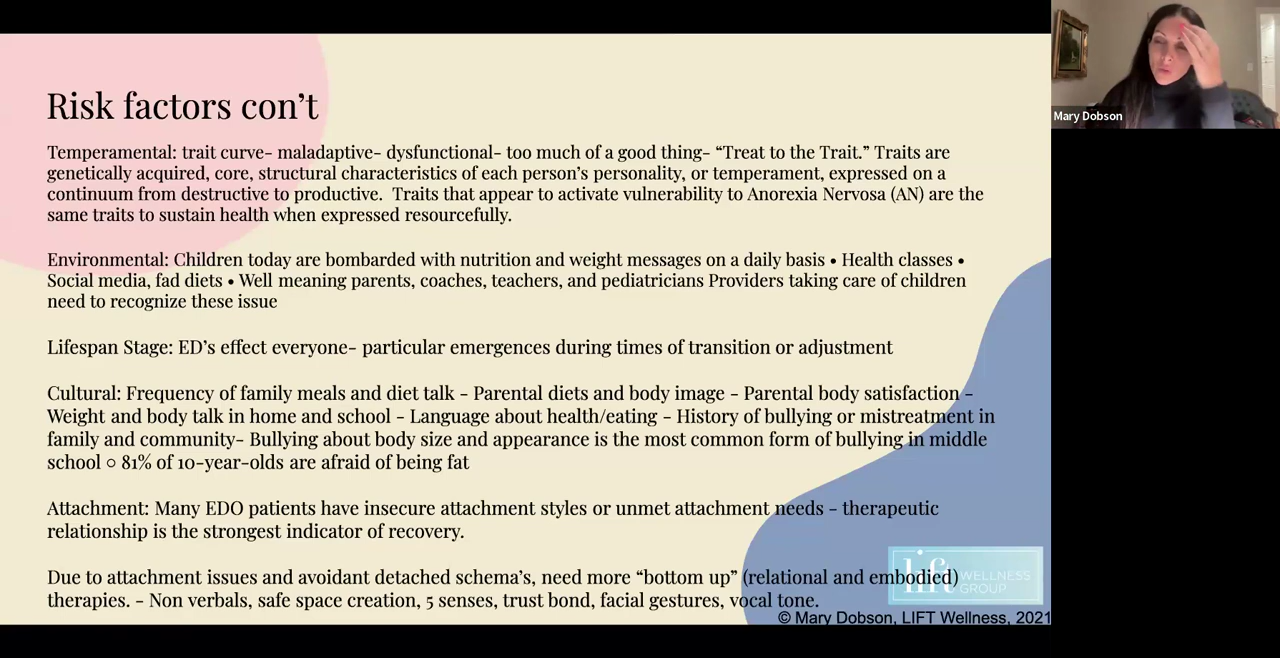 Risk factors con’t
Temperamental: trait curve- maladaptive- dysfunctional- too much of a good thing- “Treat to the Trait.” Traits are
genetically acquired, core, structural characteristics of each person’s personality, or temperament, expressed on a
continuum from destructive to productive.  Traits that appear to activate vulnerability to Anorexia Nervosa (AN) are the
same traits to sustain health when expressed resourcefully.
Environmental: Children today are bombarded with nutrition and weight messages on a daily basis • Health classes •
Social media, fad diets • Well meaning parents, coaches, teachers, and pediatricians Providers taking care of children
need to recognize these issue
Lifespan Stage: ED’s effect everyone- particular emergences during times of transition or adjustment
Cultural: Frequency of family meals and diet talk - Parental diets and body image - Parental body satisfaction -
Weight and body talk in home and school - Language about health/eating - History of bullying or mistreatment in
family and community- Bullying about body size and appearance is the most common form of bullying in middle
school ○ 81% of 10-year-olds are afraid of being fat
Attachment: Many EDO patients have insecure attachment styles or unmet attachment needs - therapeutic
relationship is the strongest indicator of recovery.
Due to attachment issues and avoidant detached schema’s, need more “bottom up” (relational and embodied)
therapies. - Non verbals, safe space creation, 5 senses, trust bond, facial gestures, vocal tone.
lift WELLNESS
GROUP
© Mary Dobson, LIFT Wellness, 2021
Mary Dobson